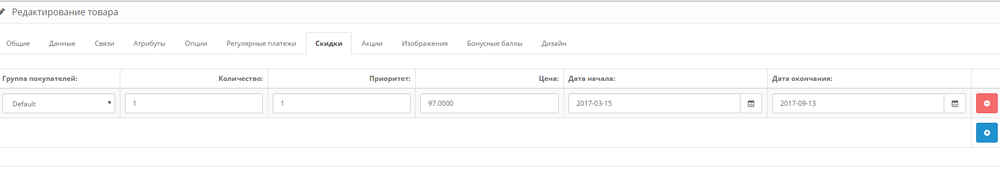 Редактирование товара
Общие Данные Связи Атрибуты Опции Регулярные платежи Скидки Акции Изображения Бонусные баллы Дизайн
Группа покупателей: Количество: Приоритет: Цена: Дата начала: Дата окончания:
Default 1 1 97.0000 2017-03-15 2017-09-13